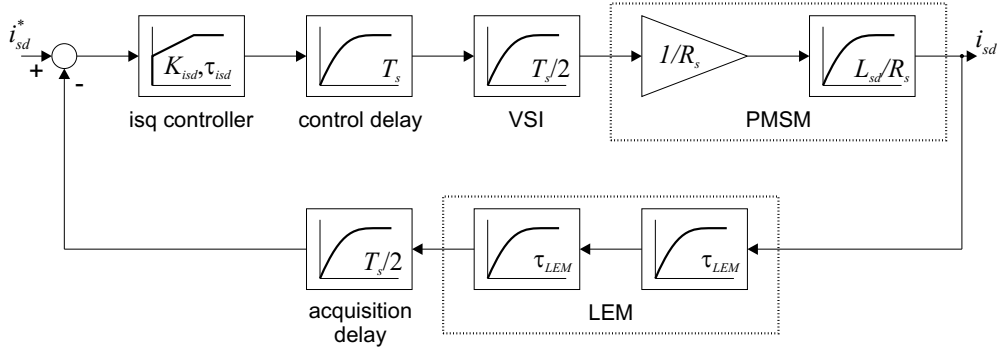 i*sd
+
-
Kisd,τisd
isq controller
Ts
control delay
Ts/2
VSI
1/Rs
Lsd/Rs
PMSM
isd
Ts/2
acquisition
delay
τLEM
τLEM
LEM